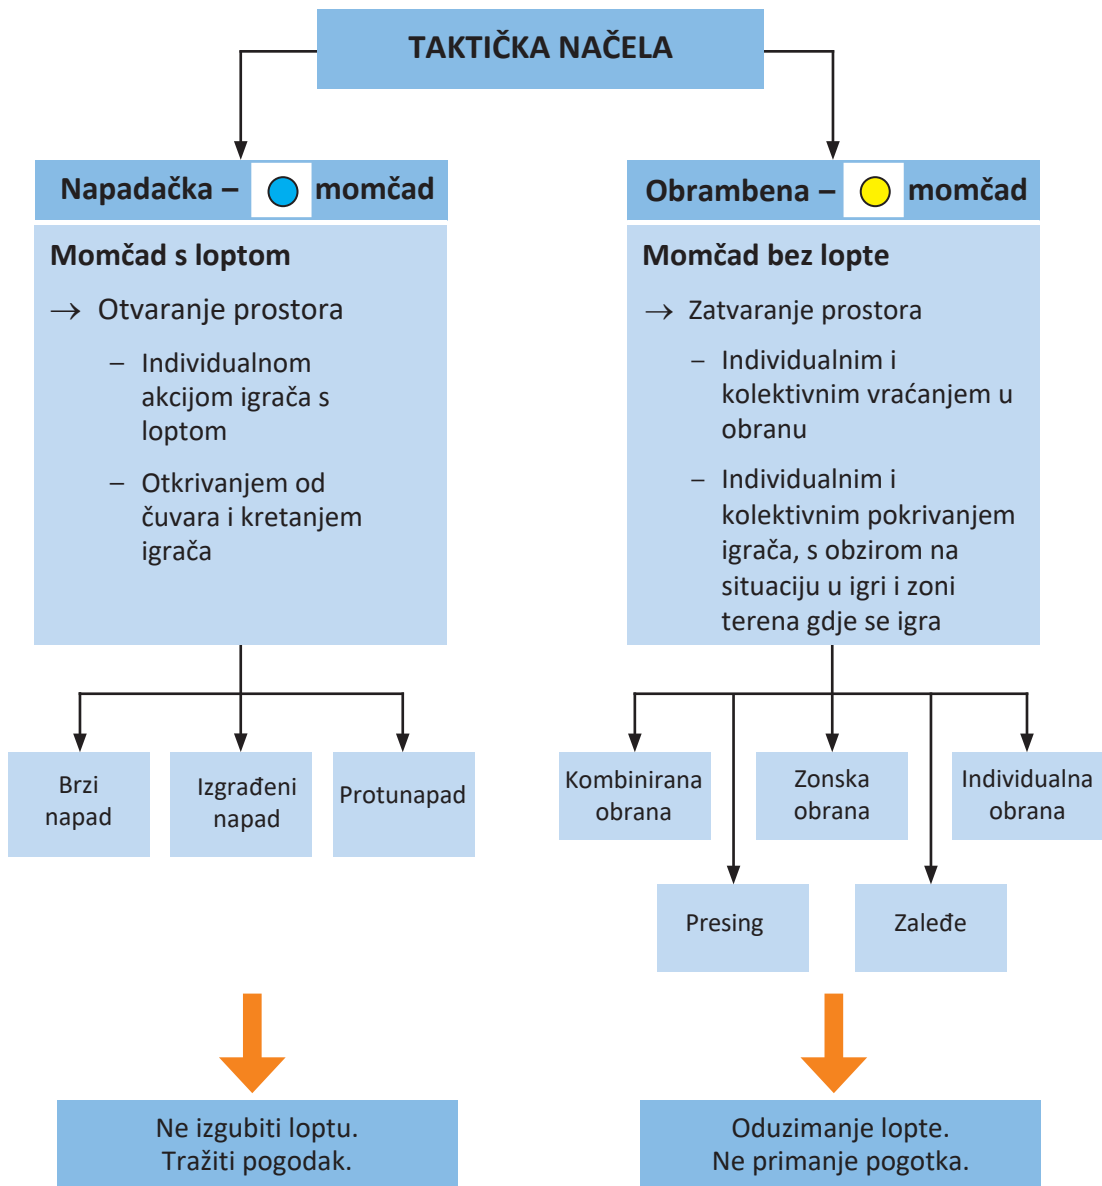 TAKTIČKA NAČELA
Napadačka – momčad
Momčad s loptom
→ Otvaranje prostora
– Individualnom
akcijom igrača s
loptom
– Otkrivanjem od
čuvara i kretanjem
igrača
Obrambena – momčad
Momčad bez lopte
→ Zatvaranje prostora
– Individualnim i
kolektivnim vraćanjem u
obranu
– Individualnim i
kolektivnim pokrivanjem
igrača, s obzirom na
situaciju u igri i zoni
terena gdje se igra
Brzi
napad
Izgrađeni
napad
Protunapad
Kombinirana
obrana
Zonska
obrana
Individualna
obrana
Presing
Zaleđe
Ne izgubiti loptu.
Tražiti pogodak.
Oduzimanje lopte.
Ne primanje pogotka.